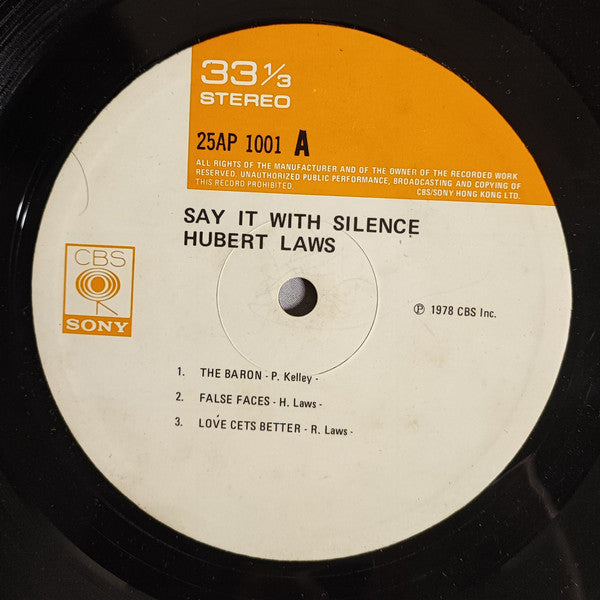 33 1/3
STEREO
25AP 1001 A
ALL RIGHTS OF THE MANUFACTURER AND OF THE OWNER OF THE RECORDED WORK
RESERVED. UNAUTHORIZED PUBLIC PERFORMANCE, BROADCASTING AND COPYING OF
THIS RECORD PROHIBITED.
CBS/SONY HONG KONG LTD.
SAY IT WITH SILENCE
HUBERT LAWS
CBS
SONY
℗ 1978 CBS Inc.
1. THE BARON - P. Kelley -
2. FALSE FACES - H. Laws -
3. LOVE CETS BETTER - R. Laws -